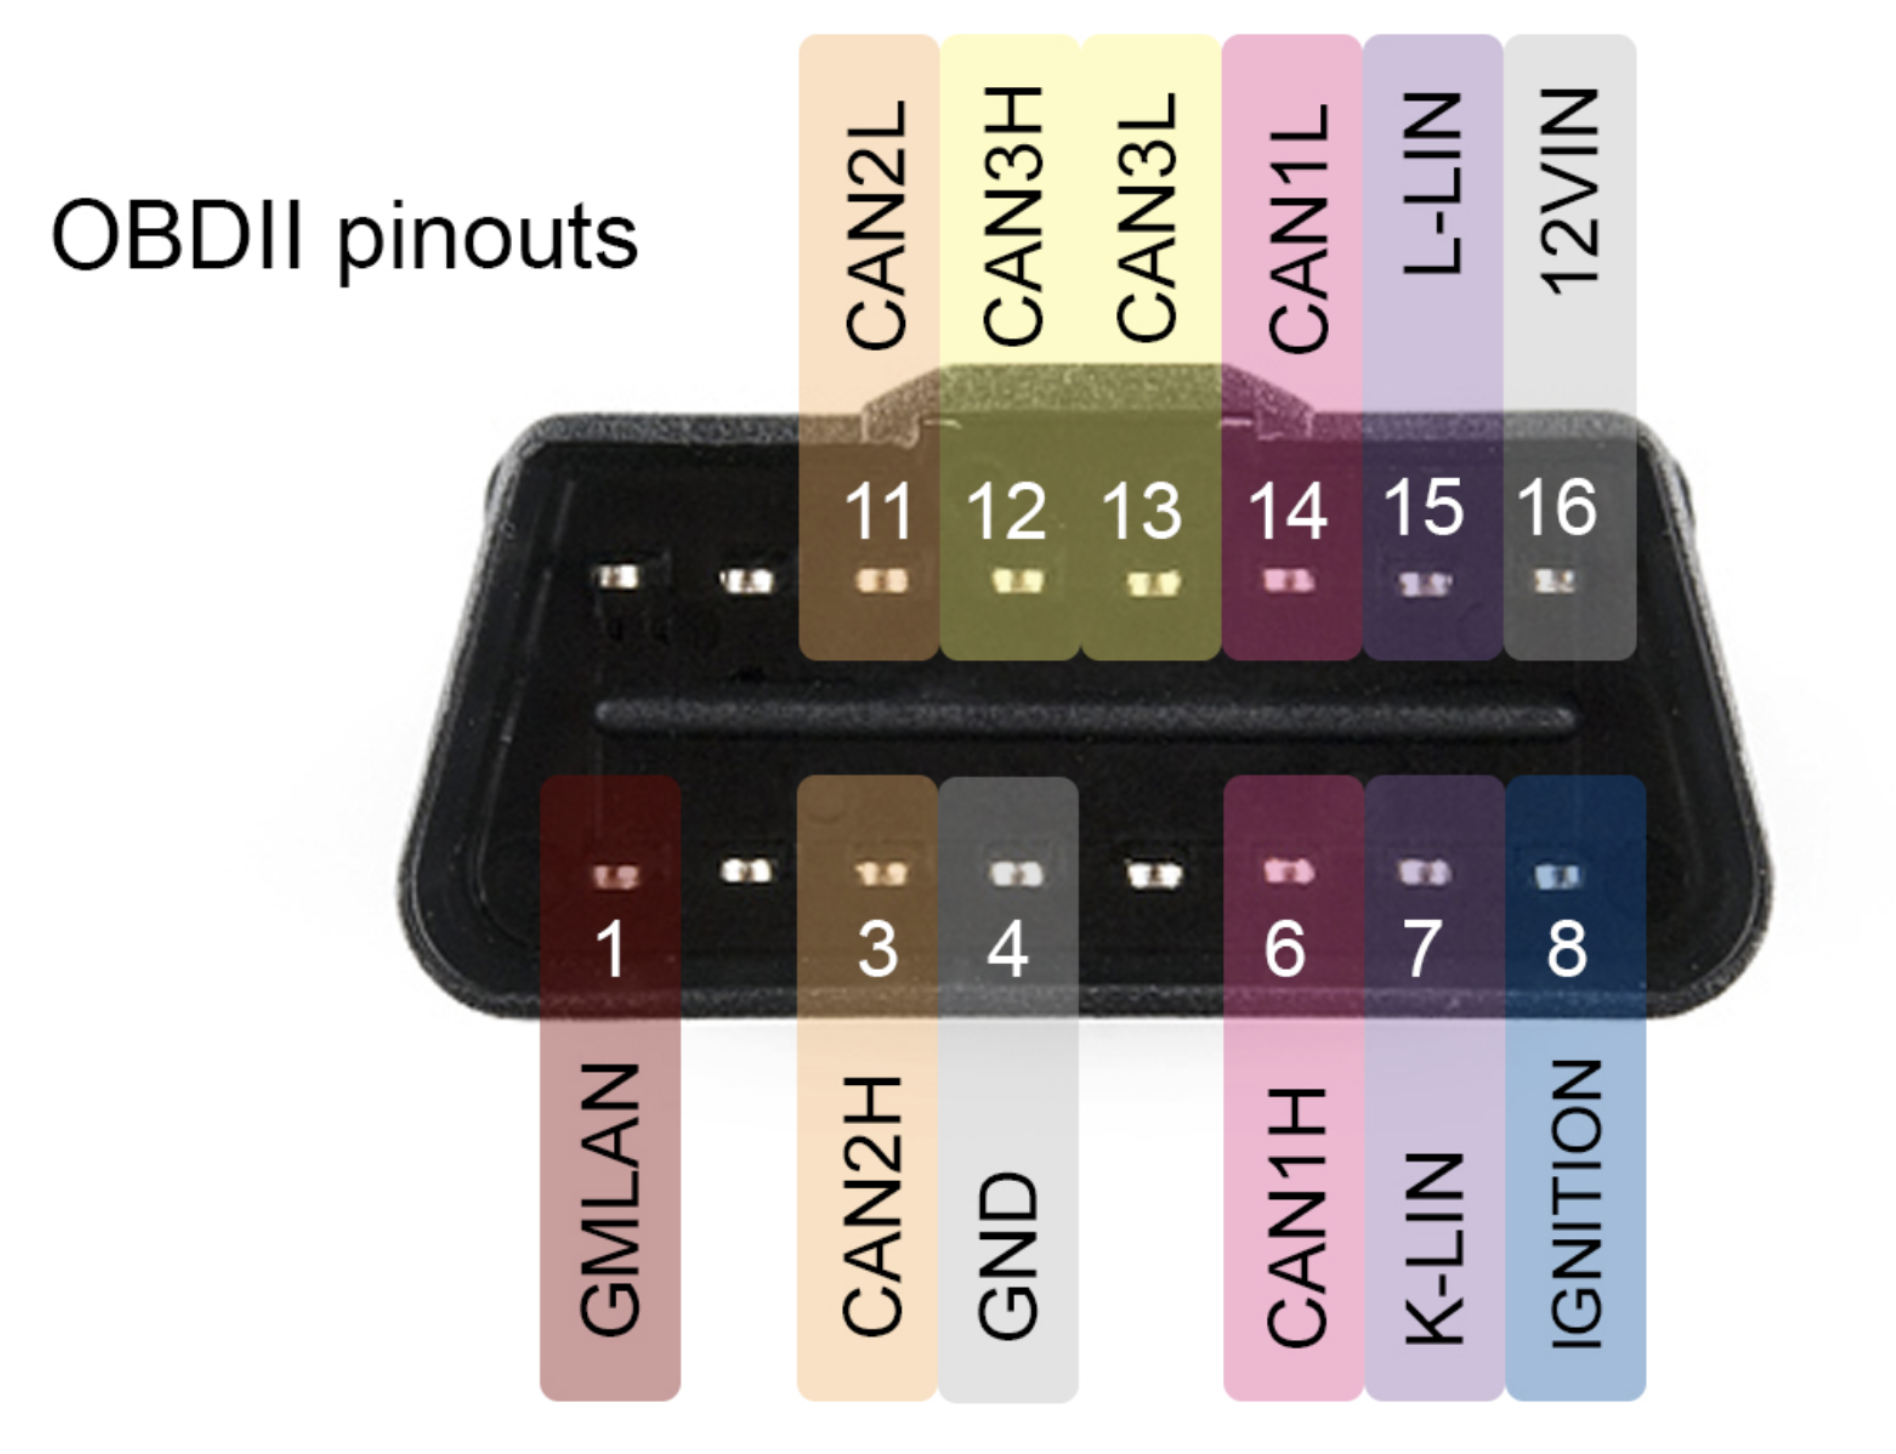 OBDII pinouts
CAN2L
CAN3H
CAN3L
CAN1L
L-LIN
12VIN
11
12
13
14
15
16
1
3
4
6
7
8
GMLAN
CAN2H
GND
CAN1H
K-LIN
IGNITION